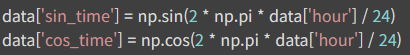 data['sin_time'] = np.sin(2 * np.pi * data['hour'] / 24)
data['cos_time'] = np.cos(2 * np.pi * data['hour'] / 24)